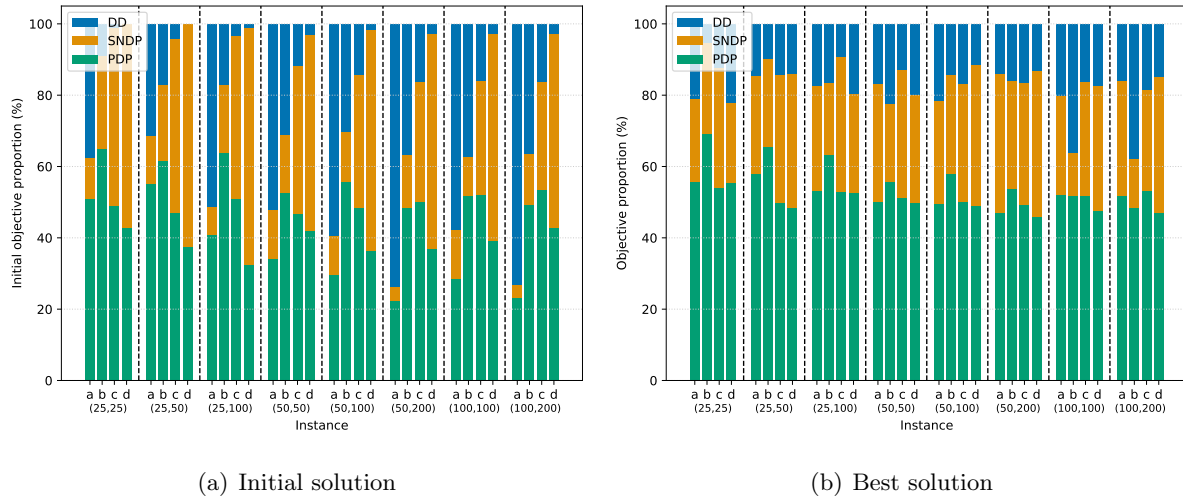 100
80
60
40
20
0
Initial objective proportion (%)
DD
SNDP
PDP
a b c d a b c d a b c d a b c d a b c d a b c d a b c d a b c d
(25,25) (25,50) (25,100) (50,50) (50,100) (50,200) (100,100) (100,200)
Instance
(a) Initial solution
100
80
60
40
20
0
Objective proportion (%)
DD
SNDP
PDP
a b c d a b c d a b c d a b c d a b c d a b c d a b c d a b c d
(25,25) (25,50) (25,100) (50,50) (50,100) (50,200) (100,100) (100,200)
Instance
(b) Best solution